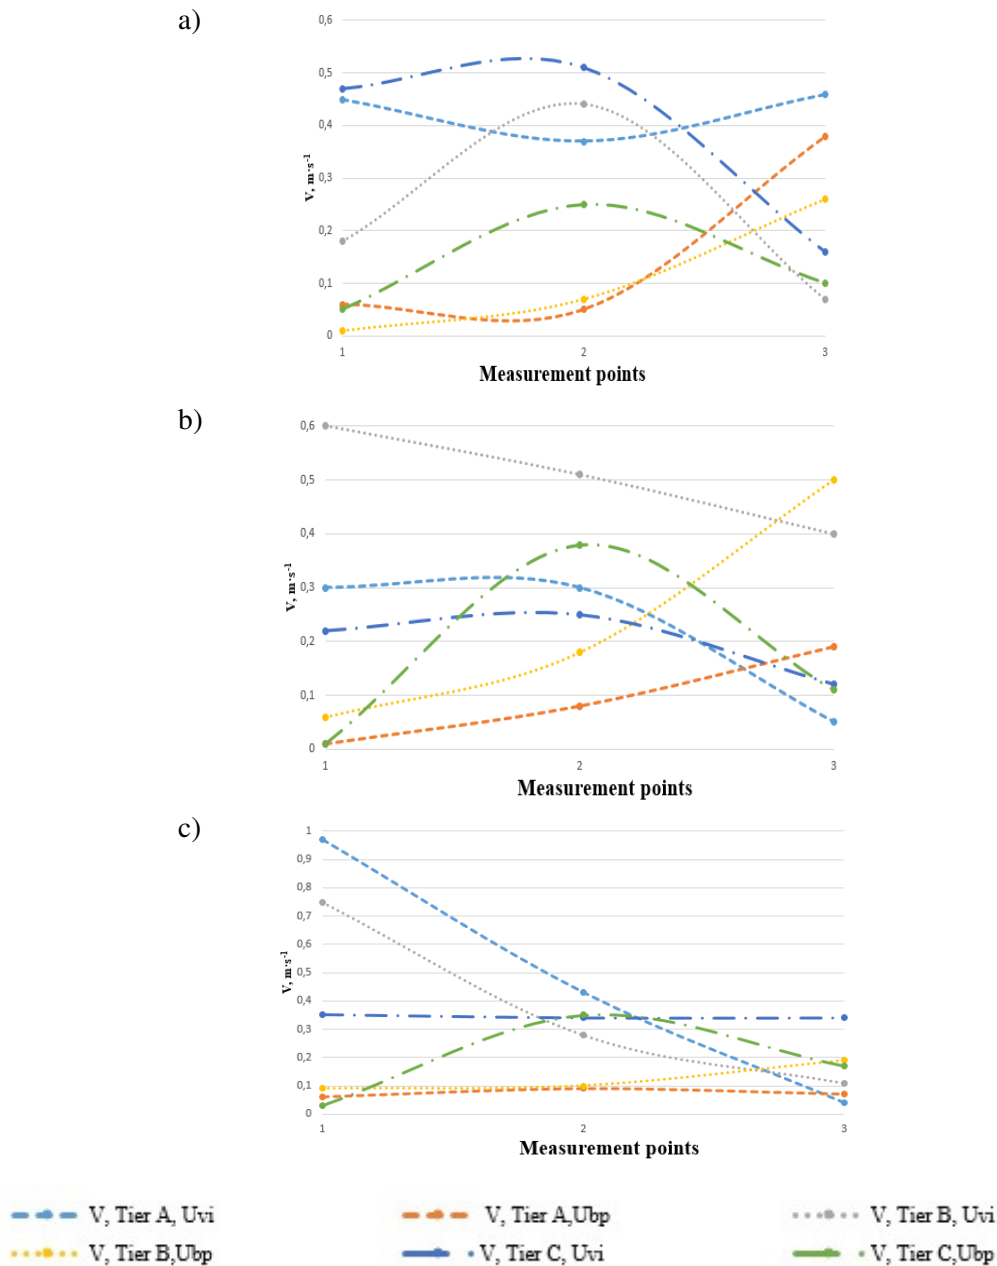 a)
0,6
0,5
0,4
0,3
0,2
0,1
0
V, m·s⁻¹
1 2 3
Measurement points
b)
0,6
0,5
0,4
0,3
0,2
0,1
0
V, m·s⁻¹
1 2 3
Measurement points
c)
1
0,9
0,8
0,7
0,6
0,5
0,4
0,3
0,2
0,1
0
V, m·s⁻¹
1 2 3
Measurement points
V, Tier A, Uvi V, Tier A,Ubp V, Tier B, Uvi
V, Tier B,Ubp V, Tier C, Uvi V, Tier C,Ubp